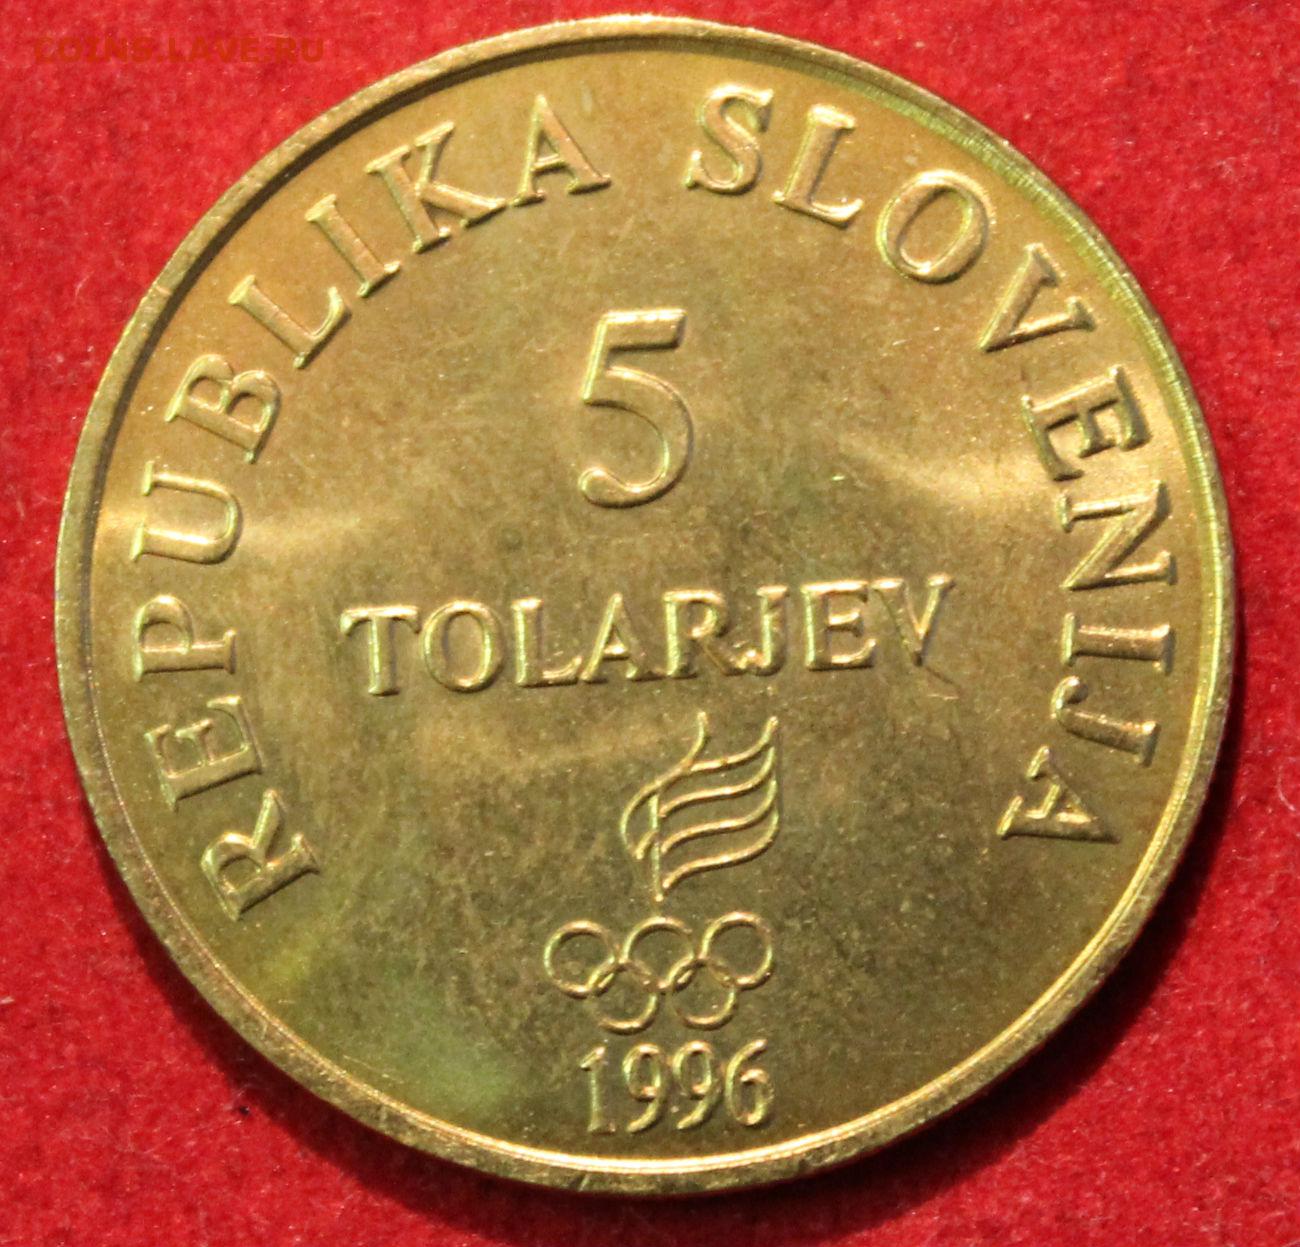 COINS.LAVE.RU
REPUBLIKA SLOVENIJA
5
TOLARJEV
1996